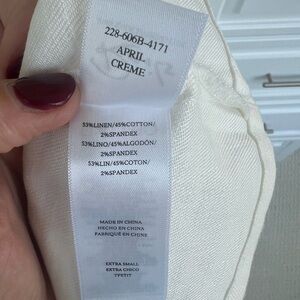 228-606B-4171
APRIL
CREME
53%LINEN/45%COTTON/
2%SPANDEX
53%LINO/45%ALGODÓN/
2%SPANDEX
53%LIN/45%COTON/
2%SPANDEX
MADE IN CHINA
HECHO EN CHINA
FABRIQUÉ EN CHINE
EXTRA SMALL
EXTRA CHICO
TPETIT